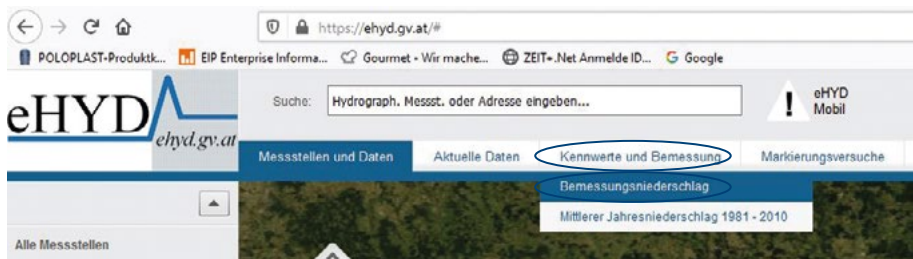 https://ehyd.gv.at/#
POLOPLAST-Produktk... EIP Enterprise Informa... Gourmet - Wir mache... ZEIT+.Net Anmelde ID... G Google
eHYD
ehyd.gv.at
Suche: Hydrograph. Messst. oder Adresse eingeben...
! eHYD
Mobil
Messstellen und Daten Aktuelle Daten Kennwerte und Bemessung Markierungsversuche
Bemessungsniederschlag
Mittlerer Jahresniederschlag 1981 - 2010
Alle Messstellen